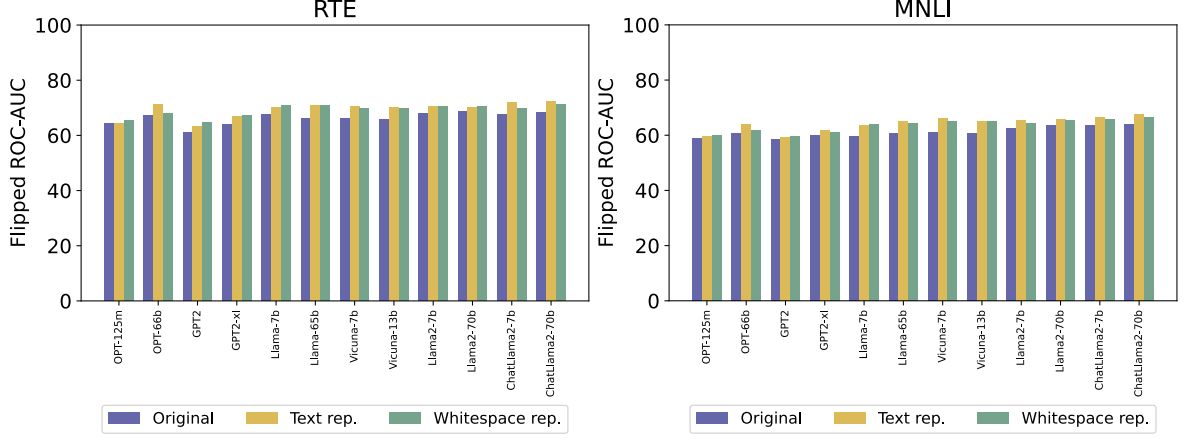 RTE
Flipped ROC-AUC
100
80
60
40
20
0
OPT-125m
OPT-66b
GPT2
GPT2-xl
Llama-7b
Llama-65b
Vicuna-7b
Vicuna-13b
Llama2-7b
Llama2-70b
ChatLlama2-7b
ChatLlama2-70b
Original Text rep. Whitespace rep.
MNLI
Flipped ROC-AUC
100
80
60
40
20
0
OPT-125m
OPT-66b
GPT2
GPT2-xl
Llama-7b
Llama-65b
Vicuna-7b
Vicuna-13b
Llama2-7b
Llama2-70b
ChatLlama2-7b
ChatLlama2-70b
Original Text rep. Whitespace rep.